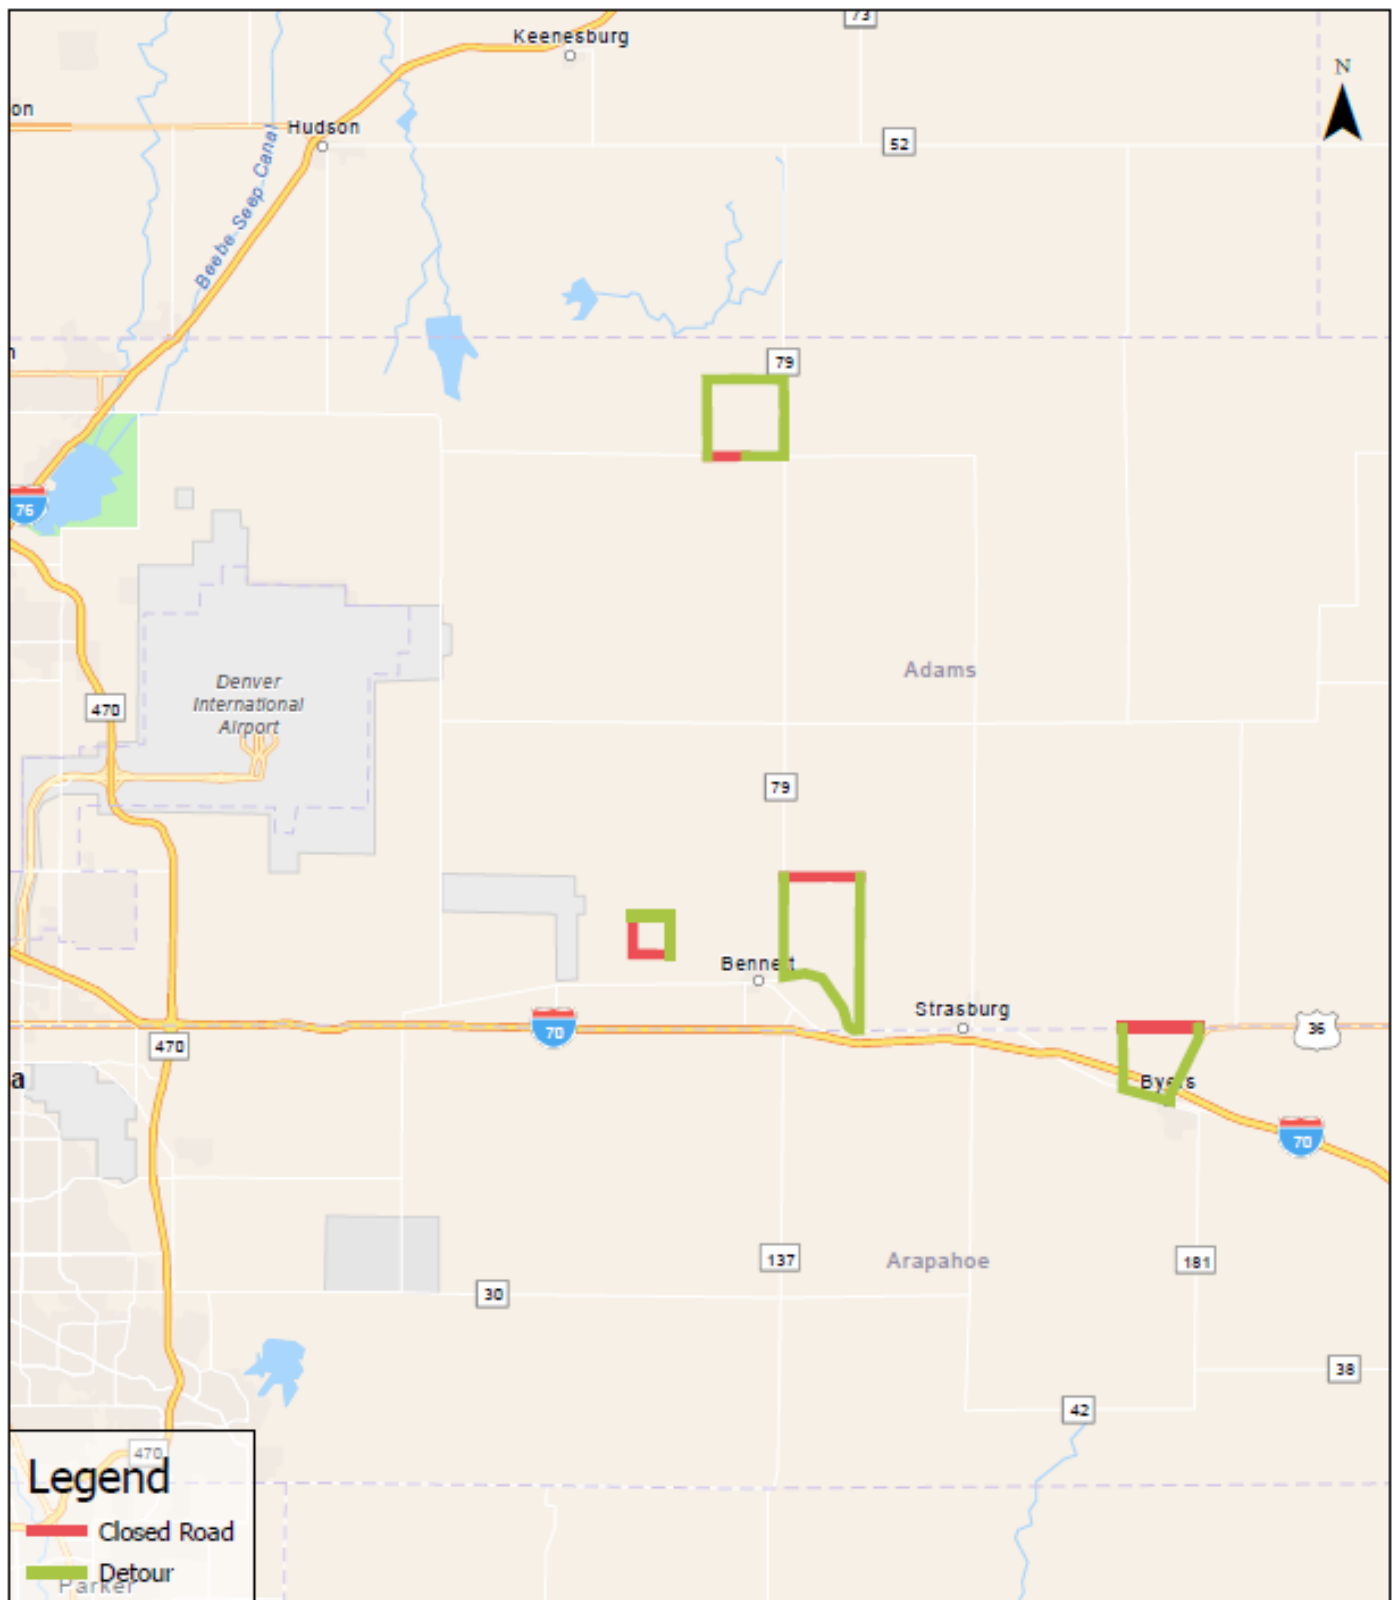 73
Keenesburg
N
on
Hudson
52
Beebe Seep Canal
79
76
Adams
Denver
International
Airport
470
79
Bennett
Strasburg
70
36
470
a
Byers
70
137
Arapahoe
181
30
38
42
470
Legend
Closed Road
Detour
Parker